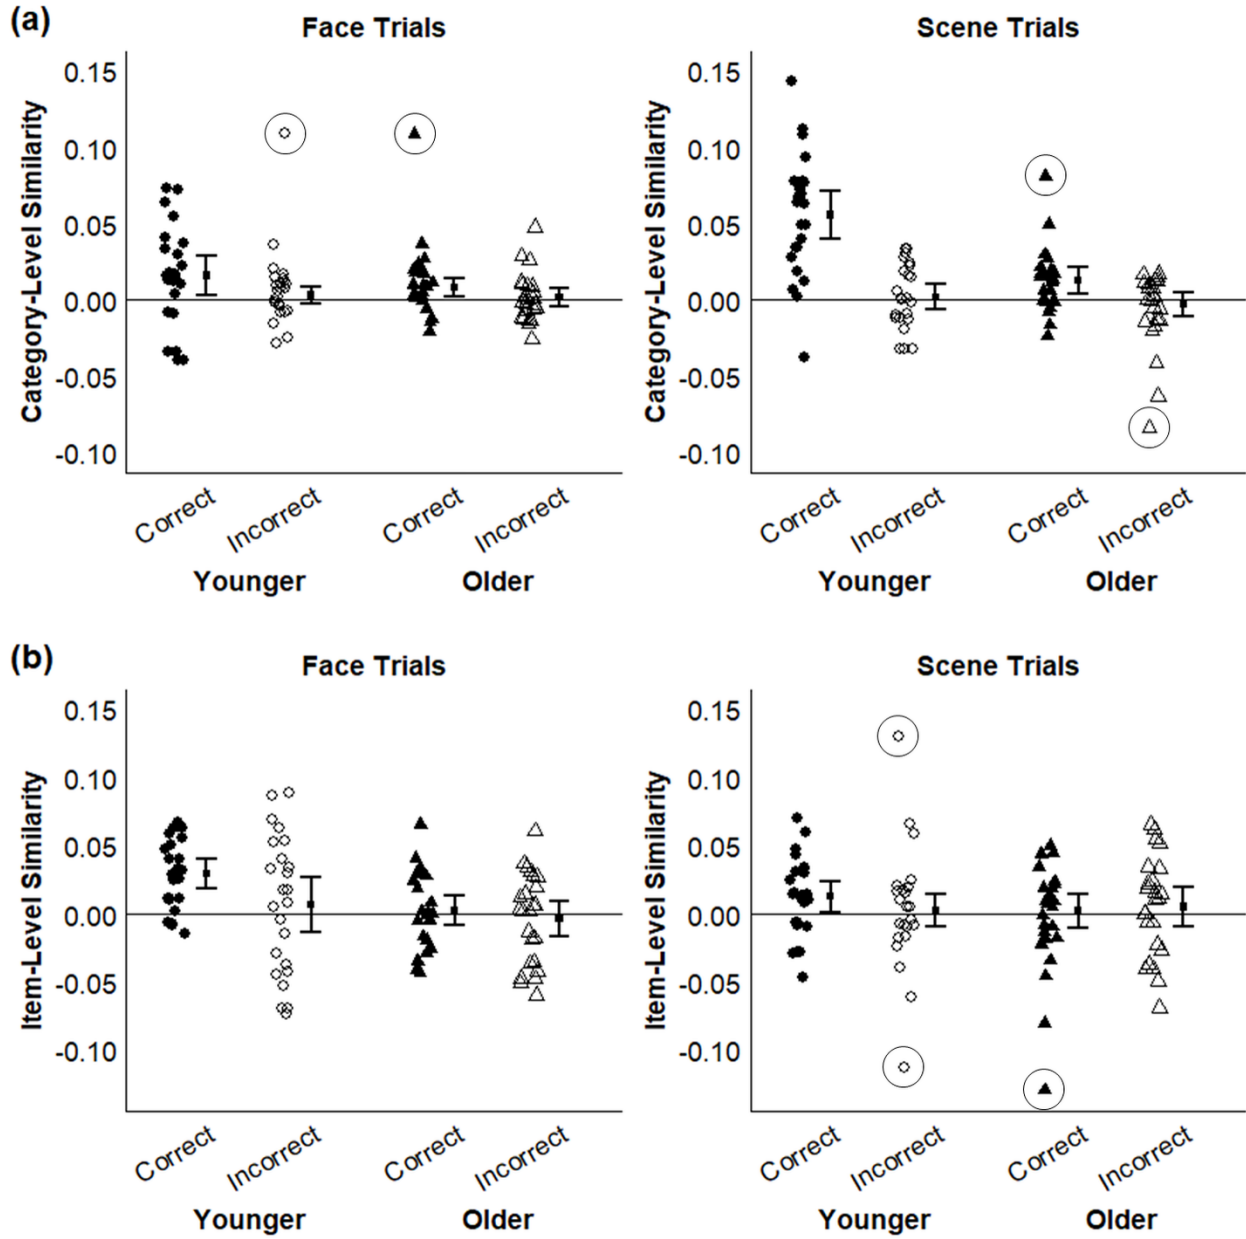 (a)
Face Trials
Scene Trials
Category-Level Similarity
0.15
0.10
0.05
0.00
-0.05
-0.10
Correct
Incorrect
Correct
Incorrect
Younger
Older
Category-Level Similarity
0.15
0.10
0.05
0.00
-0.05
-0.10
Correct
Incorrect
Correct
Incorrect
Younger
Older
(b)
Face Trials
Scene Trials
Item-Level Similarity
0.15
0.10
0.05
0.00
-0.05
-0.10
Correct
Incorrect
Correct
Incorrect
Younger
Older
Item-Level Similarity
0.15
0.10
0.05
0.00
-0.05
-0.10
Correct
Incorrect
Correct
Incorrect
Younger
Older